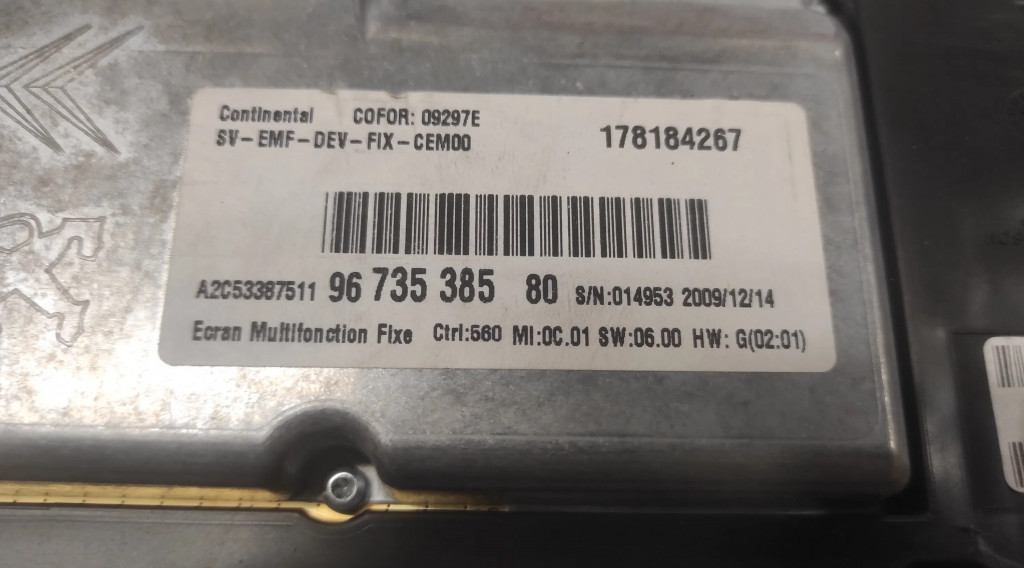 Continental COFOR: 09297E
SV-EMF-DEV-FIX-CEM00
178184267
A2C53387511 96 735 385 80 S/N:014953 2009/12/14
Ecran Multifonction Fixe Ctrl:560 MI:0C.01 SW:06.00 HW: G(02:01)